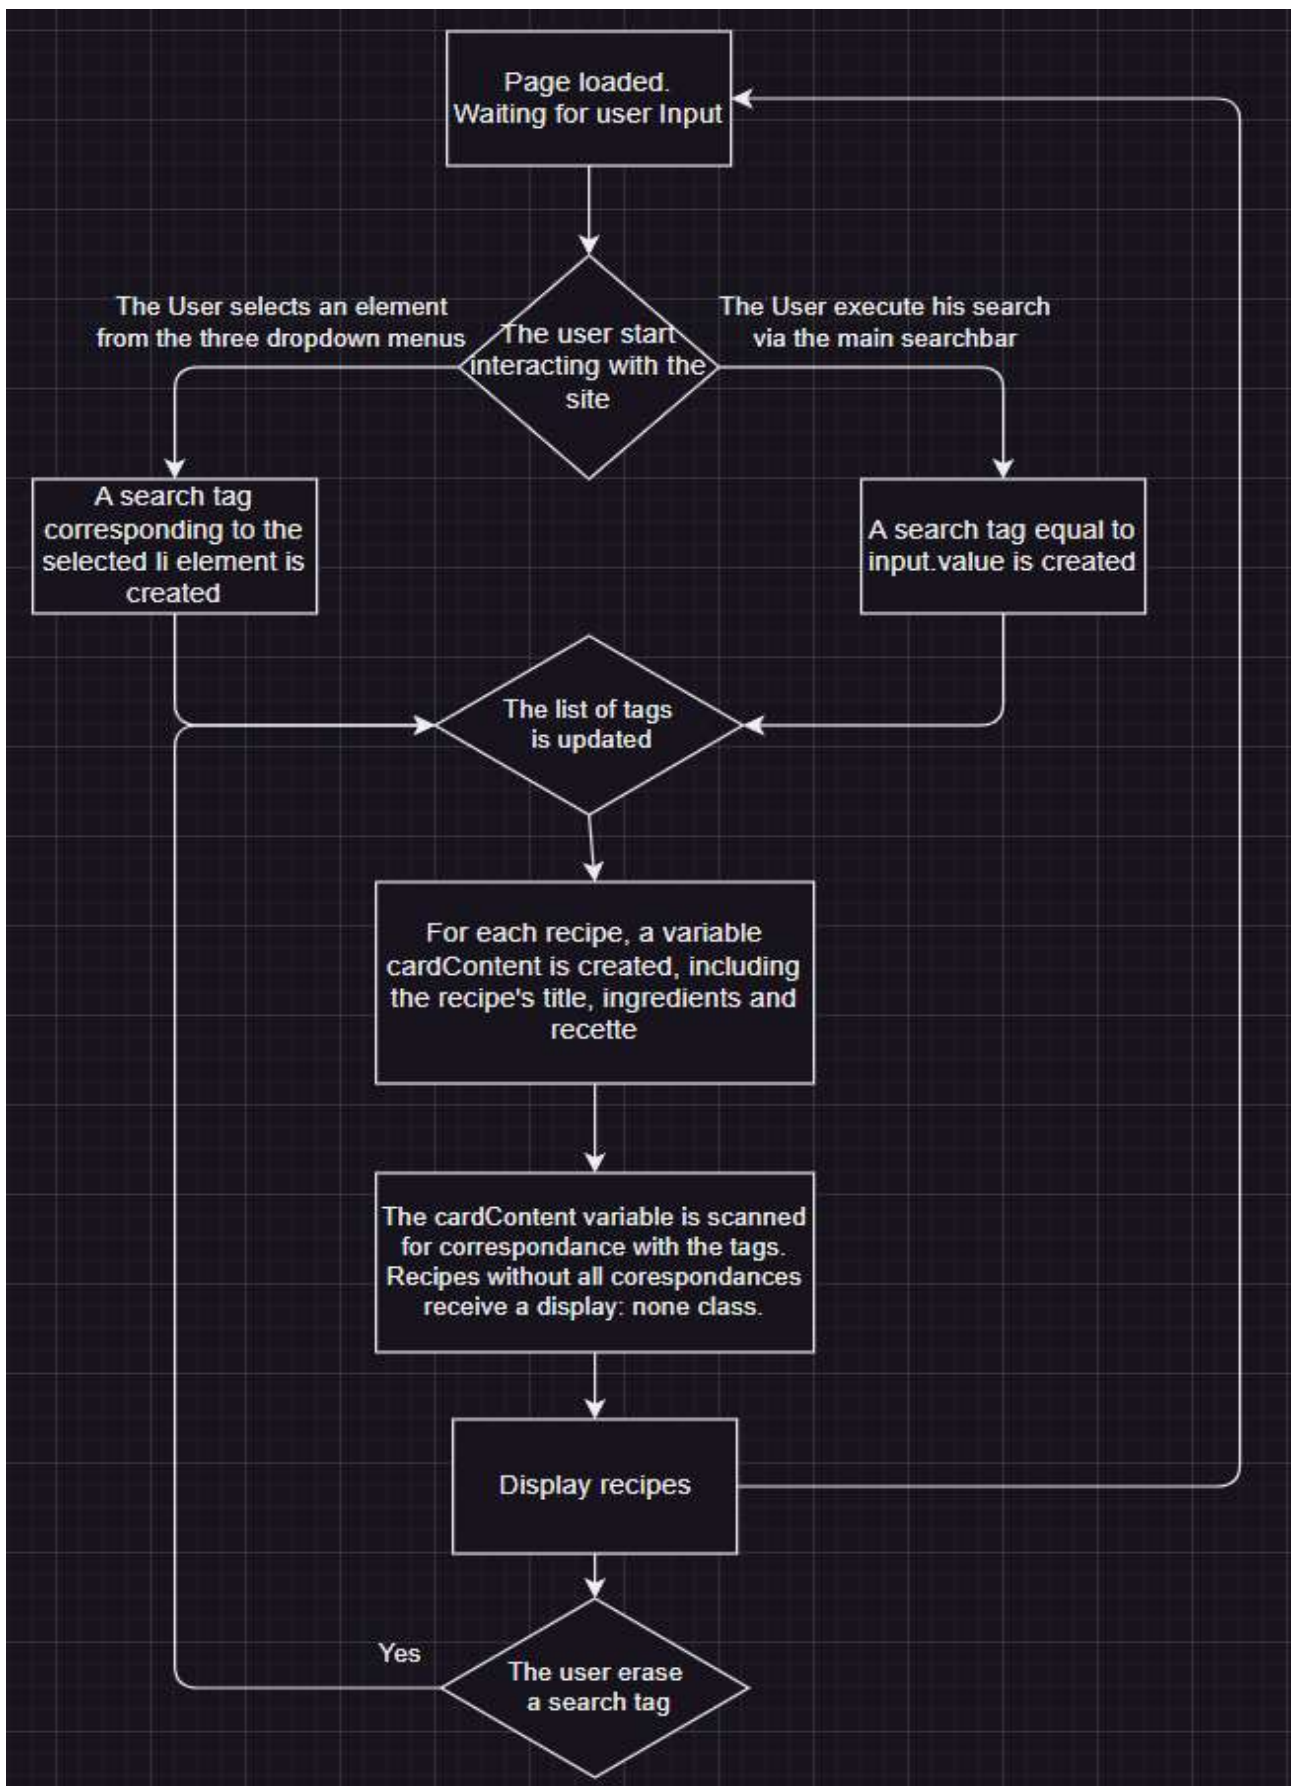 Page loaded.
Waiting for user Input
The User selects an element
from the three dropdown menus
The user start
interacting with the
site
The User execute his search
via the main searchbar
A search tag
corresponding to the
selected li element is
created
A search tag equal to
input.value is created
The list of tags
is updated
For each recipe, a variable
cardContent is created, including
the recipe's title, ingredients and
recette
The cardContent variable is scanned
for correspondance with the tags.
Recipes without all corespondances
receive a display: none class.
Display recipes
Yes
The user erase
a search tag